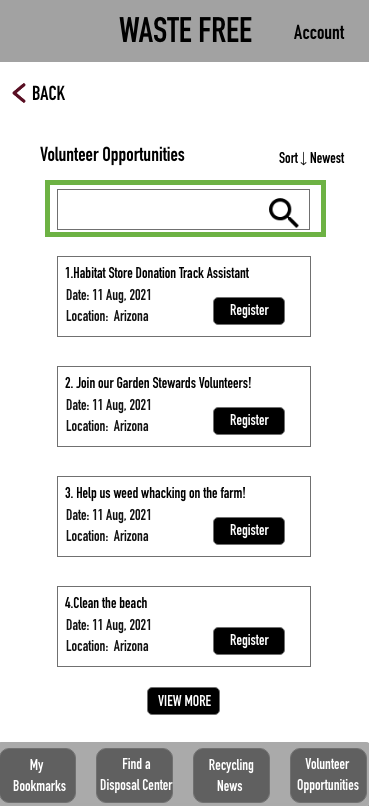 WASTE FREE
Account
BACK
Volunteer Opportunities
Sort↓Newest
1.Habitat Store Donation Track Assistant
Date: 11 Aug, 2021
Location: Arizona
Register
2. Join our Garden Stewards Volunteers!
Date: 11 Aug, 2021
Location: Arizona
Register
3. Help us weed whacking on the farm!
Date: 11 Aug, 2021
Location: Arizona
Register
4.Clean the beach
Date: 11 Aug, 2021
Location: Arizona
Register
VIEW MORE
My
Bookmarks
Find a
Disposal Center
Recycling
News
Volunteer
Opportunities